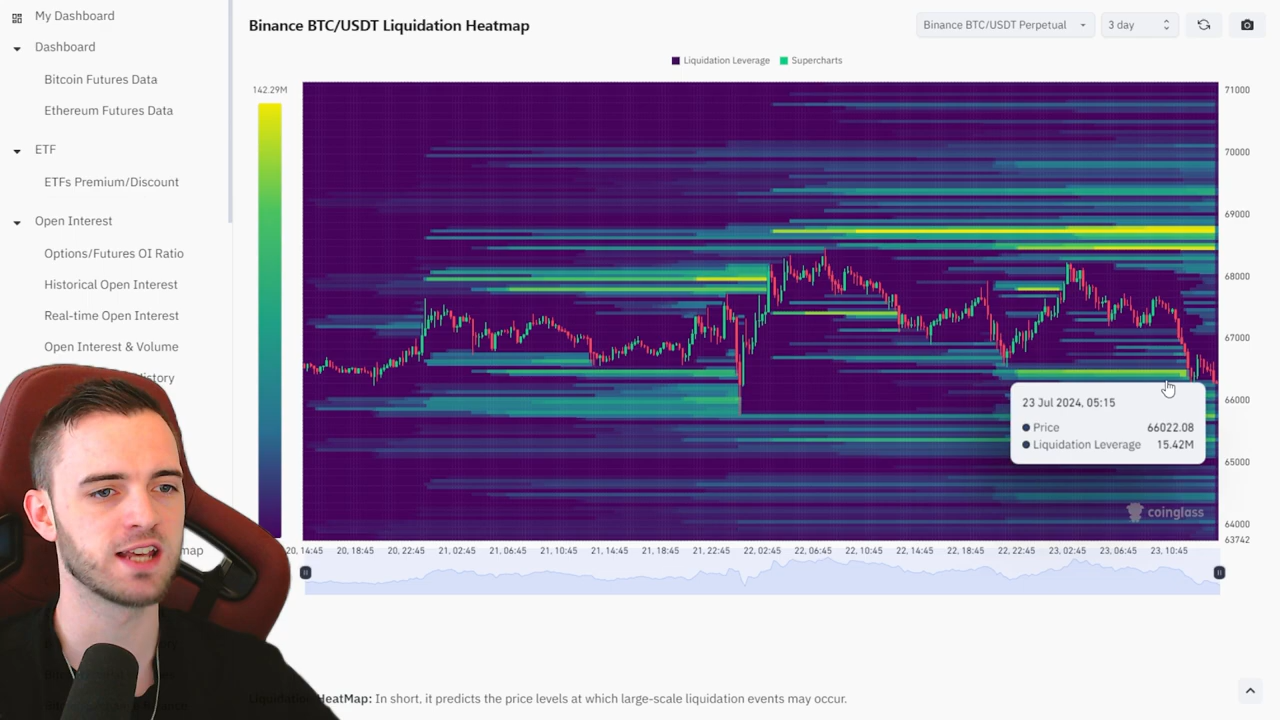 My Dashboard
Dashboard
Bitcoin Futures Data
Ethereum Futures Data
ETF
ETFs Premium/Discount
Open Interest
Options/Futures OI Ratio
Historical Open Interest
Real-time Open Interest
Open Interest & Volume
Binance BTC/USDT Liquidation Heatmap
Binance BTC/USDT Perpetual
3 day
Liquidation Leverage
Supercharts
142.29M
71000
70000
69000
68000
67000
66000
65000
64000
63742
23 Jul 2024, 05:15
Price 66022.08
Liquidation Leverage 15.42M
coinglass
20, 14:45 20, 18:45 20, 22:45 21, 02:45 21, 06:45 21, 10:45 21, 14:45 21, 18:45 21, 22:45 22, 02:45 22, 06:45 22, 10:45 22, 14:45 22, 18:45 22, 22:45 23, 02:45 23, 06:45 23, 10:45
HeatMap: In short, it predicts the price levels at which large-scale liquidation events may occur.